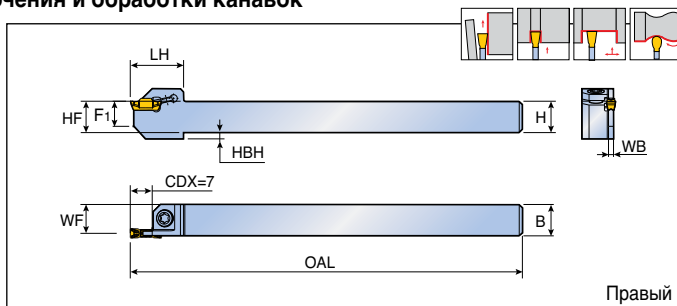 чения и обработки канавок
LH
HF
F1
H
HBH
WB
CDX=7
WF
B
OAL
Правый